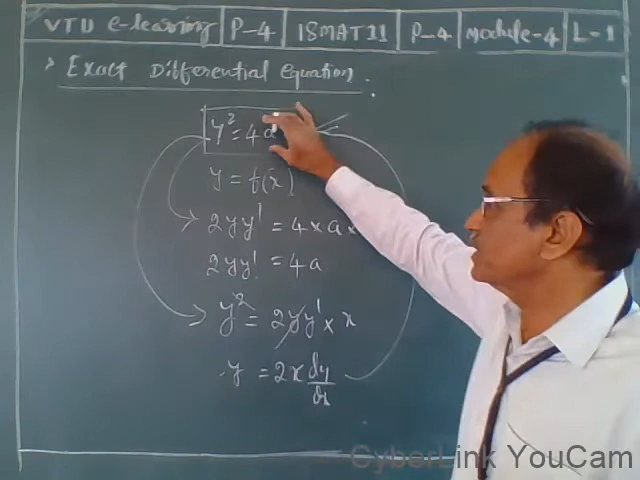 VTU e-learning P-4 18MAT11 P-4 Module-4 L-1
Exact Differential Equation.
y² = 4a
y = f(x)
2yy' = 4 × a ×
2yy' = 4a
y² = 2yy' × x
y = 2x dy/dx
CyberLink YouCam